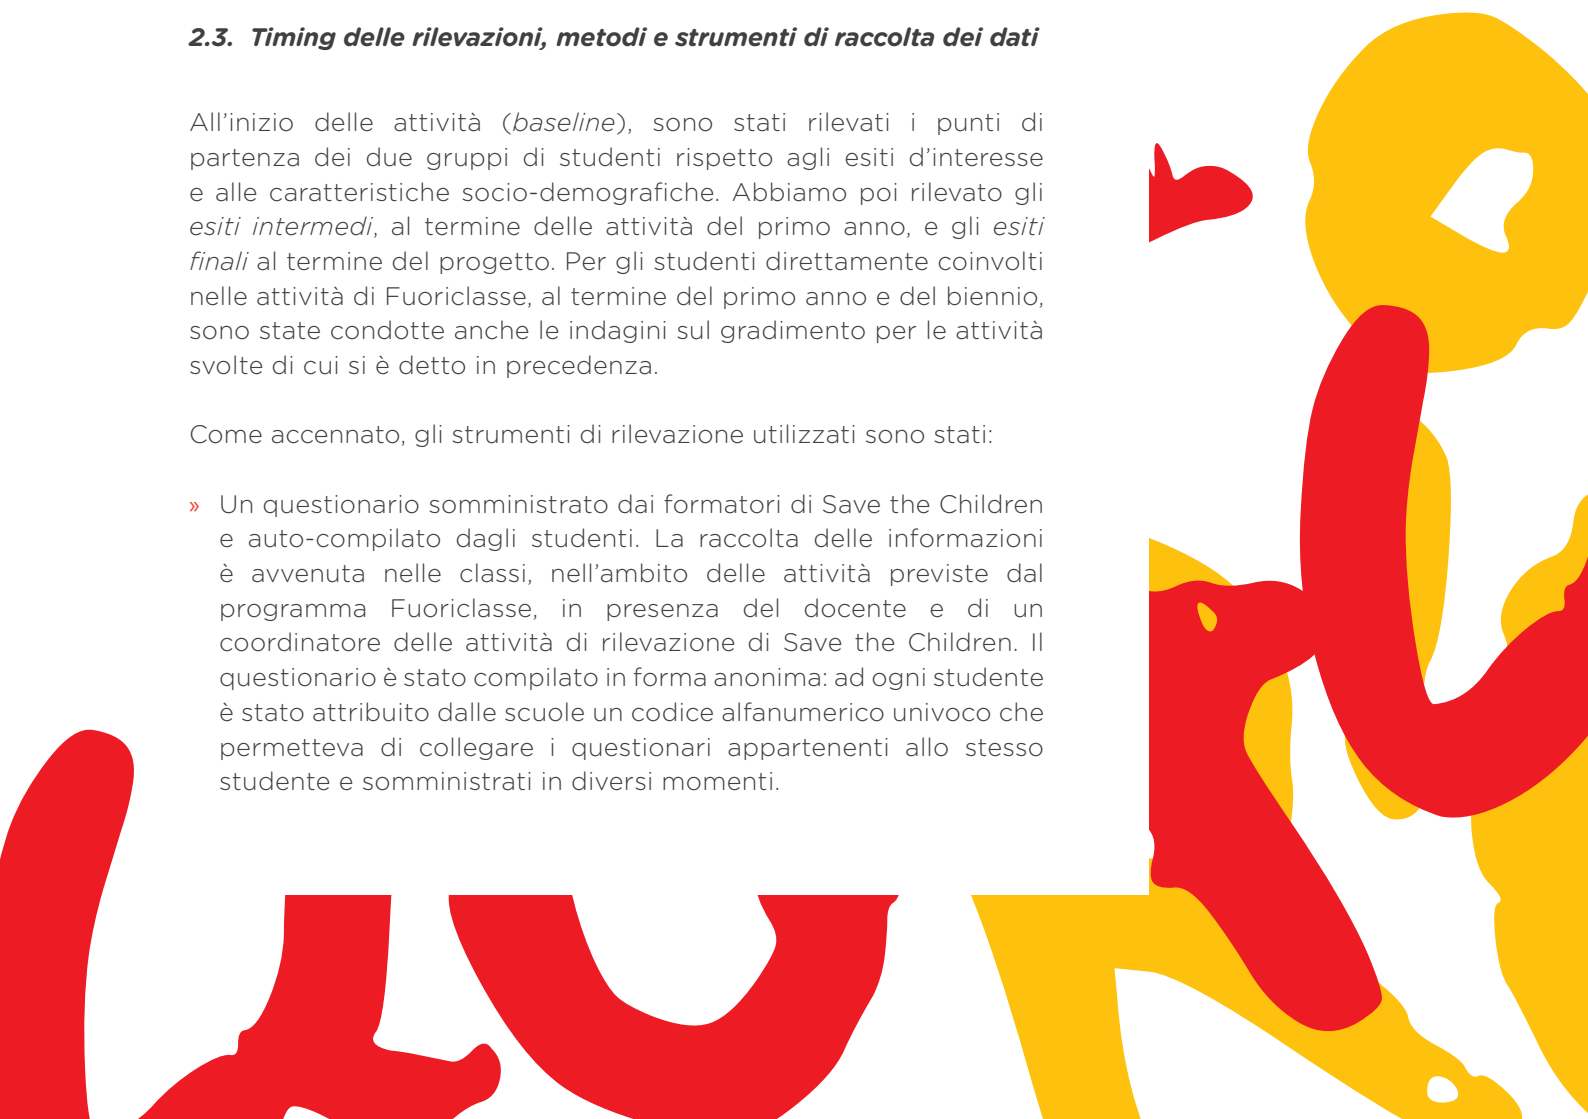 2.3. Timing delle rilevazioni, metodi e strumenti di raccolta dei dati
All'inizio delle attività (baseline), sono stati rilevati i punti di
partenza dei due gruppi di studenti rispetto agli esiti d'interesse
e alle caratteristiche socio-demografiche. Abbiamo poi rilevato gli
esiti intermedi, al termine delle attività del primo anno, e gli esiti
finali al termine del progetto. Per gli studenti direttamente coinvolti
nelle attività di Fuoriclasse, al termine del primo anno e del biennio,
sono state condotte anche le indagini sul gradimento per le attività
svolte di cui si è detto in precedenza.
Come accennato, gli strumenti di rilevazione utilizzati sono stati:
» Un questionario somministrato dai formatori di Save the Children
e auto-compilato dagli studenti. La raccolta delle informazioni
è avvenuta nelle classi, nell'ambito delle attività previste dal
programma Fuoriclasse, in presenza del docente e di un
coordinatore delle attività di rilevazione di Save the Children. Il
questionario è stato compilato in forma anonima: ad ogni studente
è stato attribuito dalle scuole un codice alfanumerico univoco che
permetteva di collegare i questionari appartenenti allo stesso
studente e somministrati in diversi momenti.